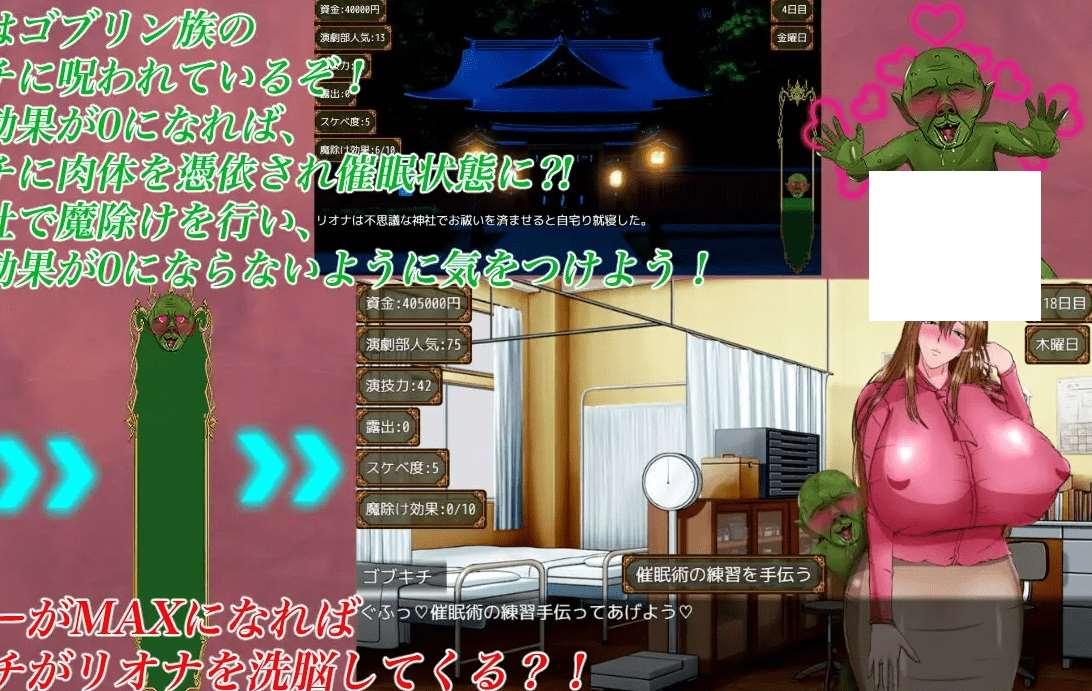 はゴブリン族の
チに呪われているぞ！
効果が0になれば、
チに肉体を憑依され催眠状態に?!
社で魔除けを行い、
効果が0にならないように気をつけよう！
資金:40000円
演劇部人気:13
力:
露出:0
スケベ度:5
魔除け効果:6/10
4日目
金曜日
リオナは不思議な神社でお祓いを済ませると自宅り就寝した。
資金:405000円
演劇部人気:75
演技力:42
露出:0
スケベ度:5
魔除け効果:0/10
18日目
木曜日
催眠術の練習を手伝う
ゴブキチ
ぐふっ♡催眠術の練習手伝ってあげよう♡
ーがMAXになれば
チがリオナを洗脳してくる？！